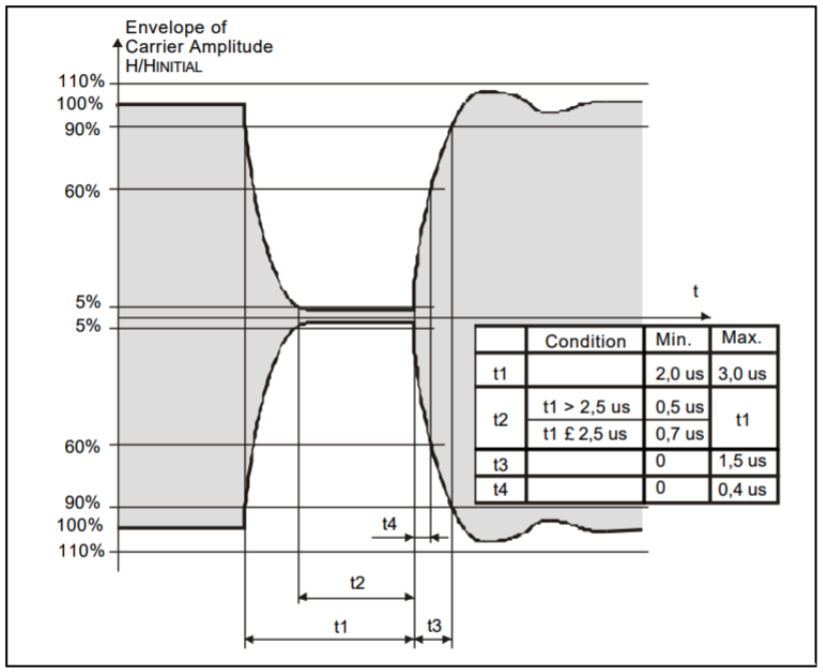 Envelope of
Carrier Amplitude
H/HINITIAL
110%
100%
90%
60%
5%
5%
60%
90%
100%
110%
t
Condition Min. Max.
t1 2,0 us 3,0 us
t2 t1 > 2,5 us 0,5 us t1
t1 £ 2,5 us 0,7 us
t3 0 1,5 us
t4 0 0,4 us
t4
t2
t1 t3